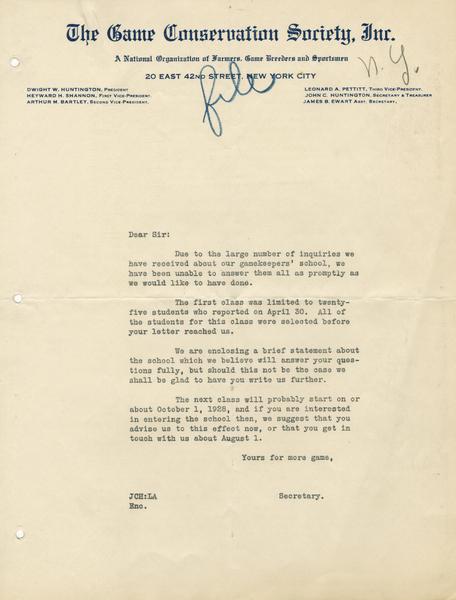 The Game Conservation Society, Inc.
A National Organization of Farmers, Game Breeders and Sportsmen
20 EAST 42ND STREET, NEW YORK CITY
N.Y.
file
DWIGHT W. HUNTINGTON, PRESIDENT
HEYWARD H. SHANNON, FIRST VICE-PRESIDENT.
ARTHUR M. BARTLEY, SECOND VICE-PRESIDENT.
LEONARD A. PETTITT, THIRD VICE-PRESIDENT.
JOHN C. HUNTINGTON, SECRETARY & TREASURER
JAMES B. EWART ASST. SECRETARY.
Dear Sir:
Due to the large number of inquiries we
have received about our gamekeepers' school, we
have been unable to answer them all as promptly as
we would like to have done.
The first class was limited to twenty-
five students who reported on April 30. All of
the students for this class were selected before
your letter reached us.
We are enclosing a brief statement about
the school which we believe will answer your ques-
tions fully, but should this not be the case we
shall be glad to have you write us further.
The next class will probably start on or
about October 1, 1928, and if you are interested
in entering the school then, we suggest that you
advise us to this effect now, or that you get in
touch with us about August 1.
Yours for more game,
JCH:LA Secretary.
Enc.